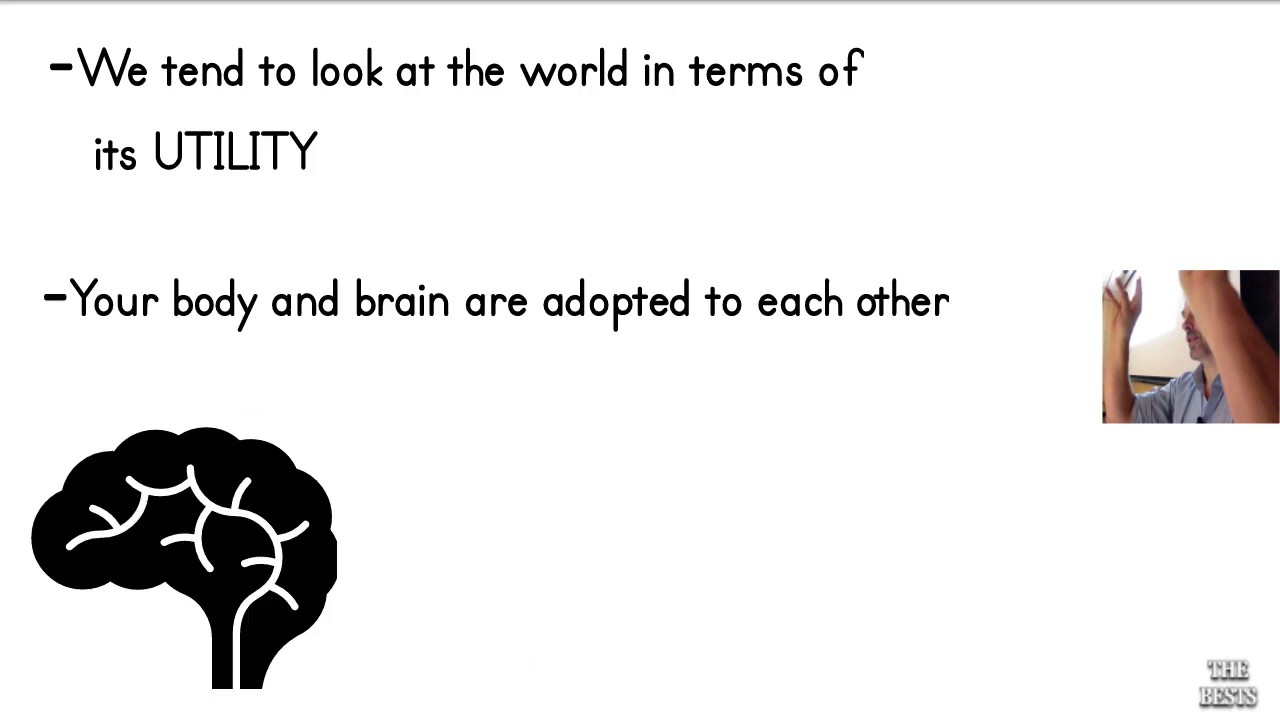 -We tend to look at the world in terms of
its UTILITY
-Your body and brain are adopted to each other
THE
BESTS